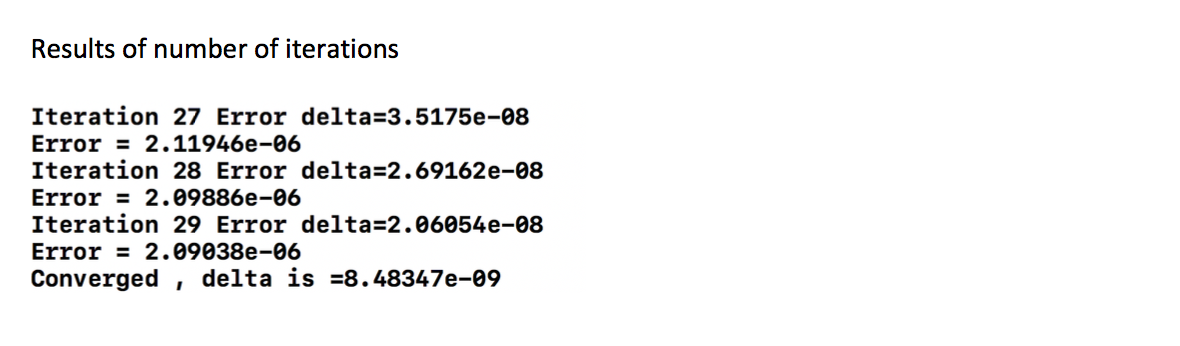 Results of number of iterations
Iteration 27 Error delta=3.5175e-08
Error = 2.11946e-06
Iteration 28 Error delta=2.69162e-08
Error = 2.09886e-06
Iteration 29 Error delta=2.06054e-08
Error = 2.09038e-06
Converged , delta is =8.48347e-09